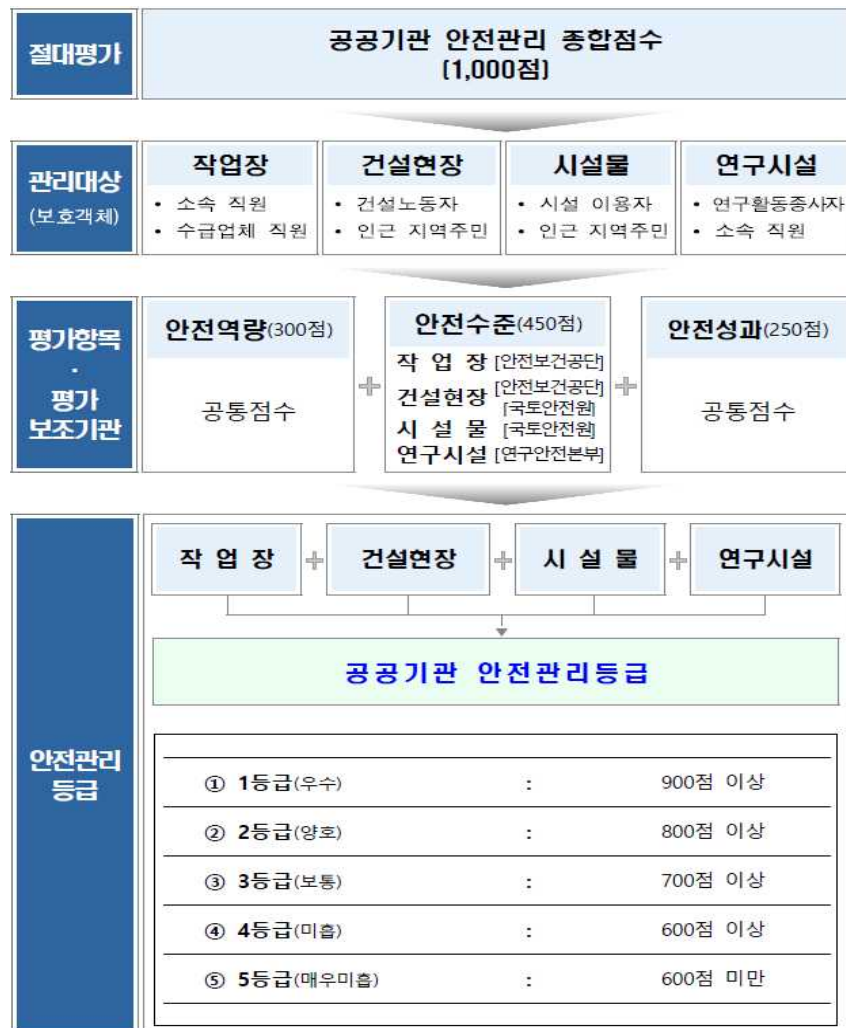 절대평가
공공기관 안전관리 종합점수
(1,000점)
관리대상
(보호객체)
작업장
• 소속 직원
• 수급업체 직원
건설현장
• 건설노동자
• 인근 지역주민
시설물
• 시설 이용자
• 인근 지역주민
연구시설
• 연구활동종사자
• 소속 직원
평가항목
·
평가
보조기관
안전역량(300점)
공통점수
안전수준(450점)
작 업 장 [안전보건공단]
건설현장 [안전보건공단]
[국토안전원]
시 설 물 [국토안전원]
연구시설 [연구안전본부]
안전성과(250점)
공통점수
안전관리
등급
작 업 장 + 건설현장 + 시 설 물 + 연구시설
공공기관 안전관리등급
① 1등급(우수) : 900점 이상
② 2등급(양호) : 800점 이상
③ 3등급(보통) : 700점 이상
④ 4등급(미흡) : 600점 이상
⑤ 5등급(매우미흡) : 600점 미만